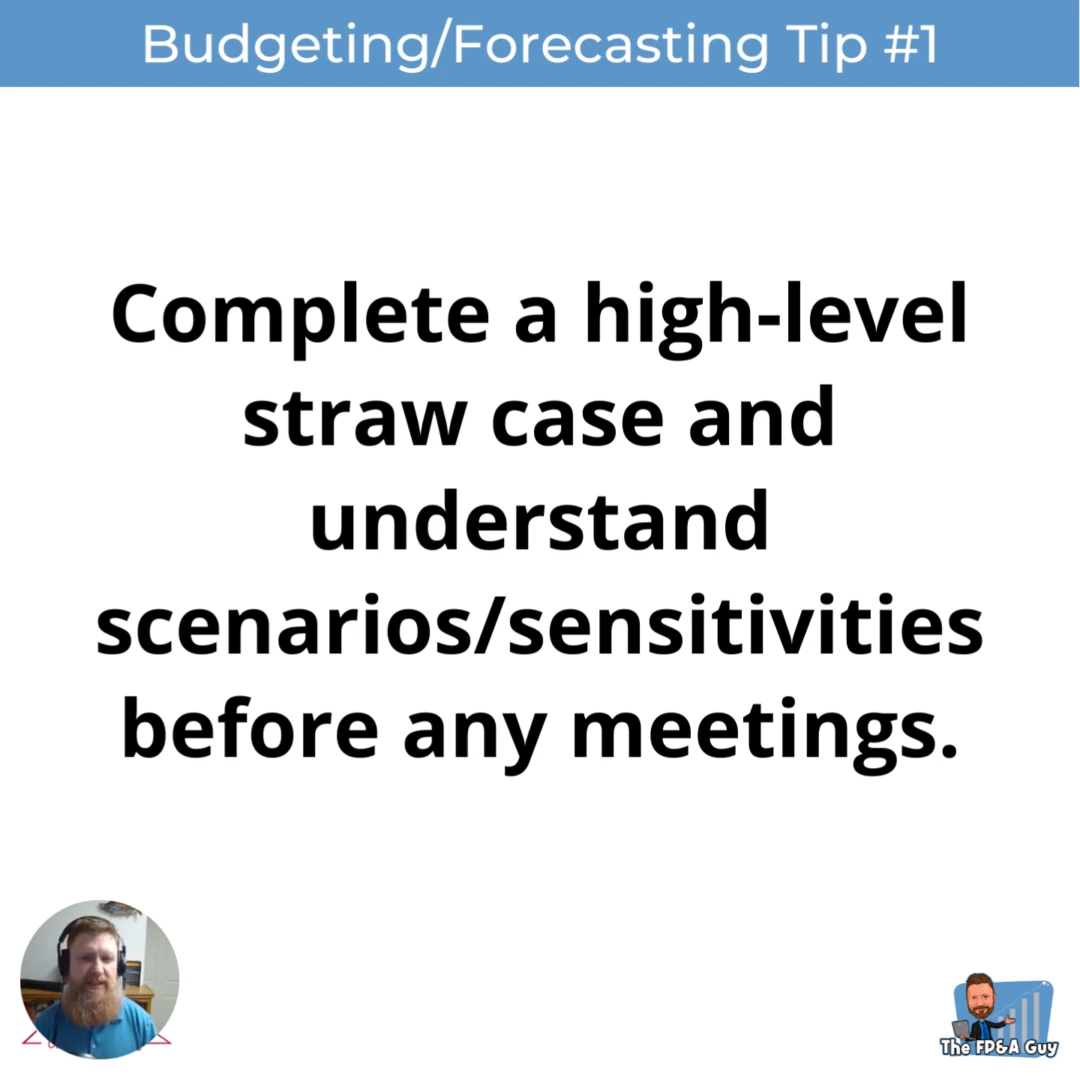 Budgeting/Forecasting Tip #1
Complete a high-level
straw case and
understand
scenarios/sensitivities
before any meetings.
The FP&A Guy